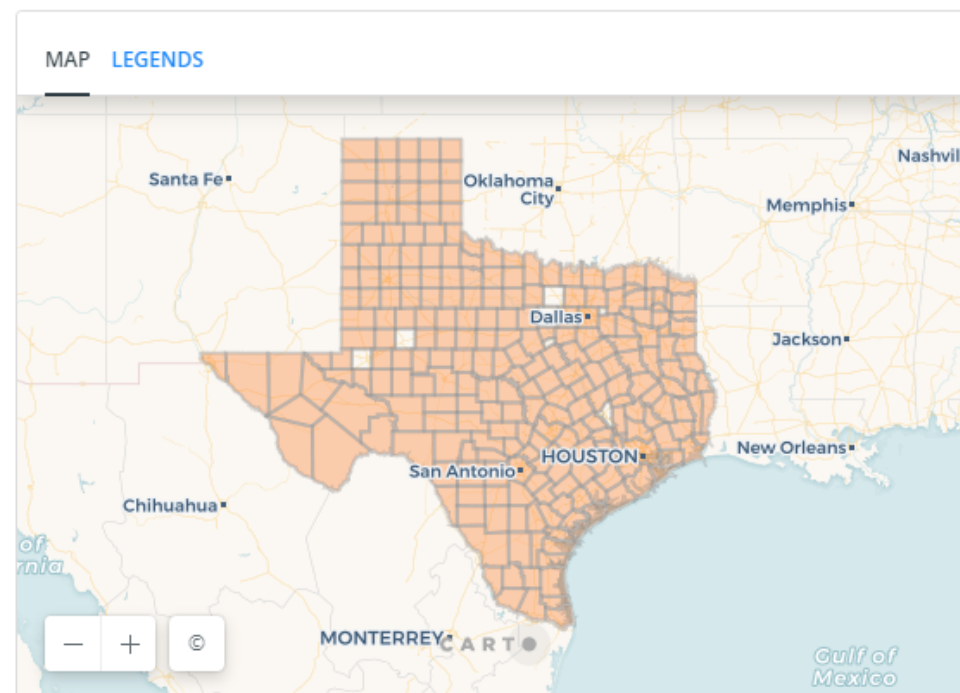 MAP LEGENDS
Nashvil
Santa Fe
Oklahoma
City
Memphis
Dallas
Jackson
New Orleans
HOUSTON
San Antonio
Chihuahua
of
rnia
MONTERREY
CARTO
− + ©
Gulf of
Mexico